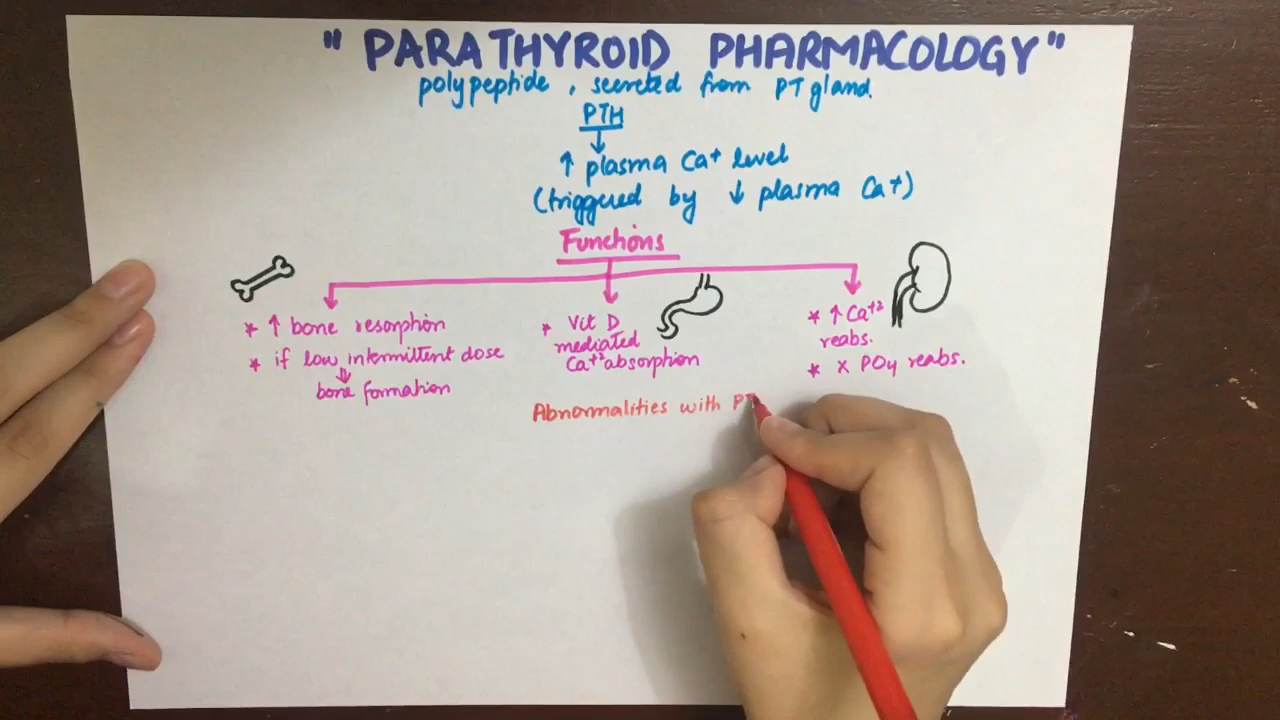 " PARATHYROID PHARMACOLOGY "
polypeptide, secreted from PT gland.
PTH
↓
↑ plasma Ca+ level
(triggered by ↓ plasma Ca+)
Functions
* ↑ bone resorption
* if low intermittent dose
⇓
bone formation
* Vit D
mediated
Ca+² absorption
* ↑ Ca+²
reabs.
* x PO4 reabs.
Abnormalities with PT